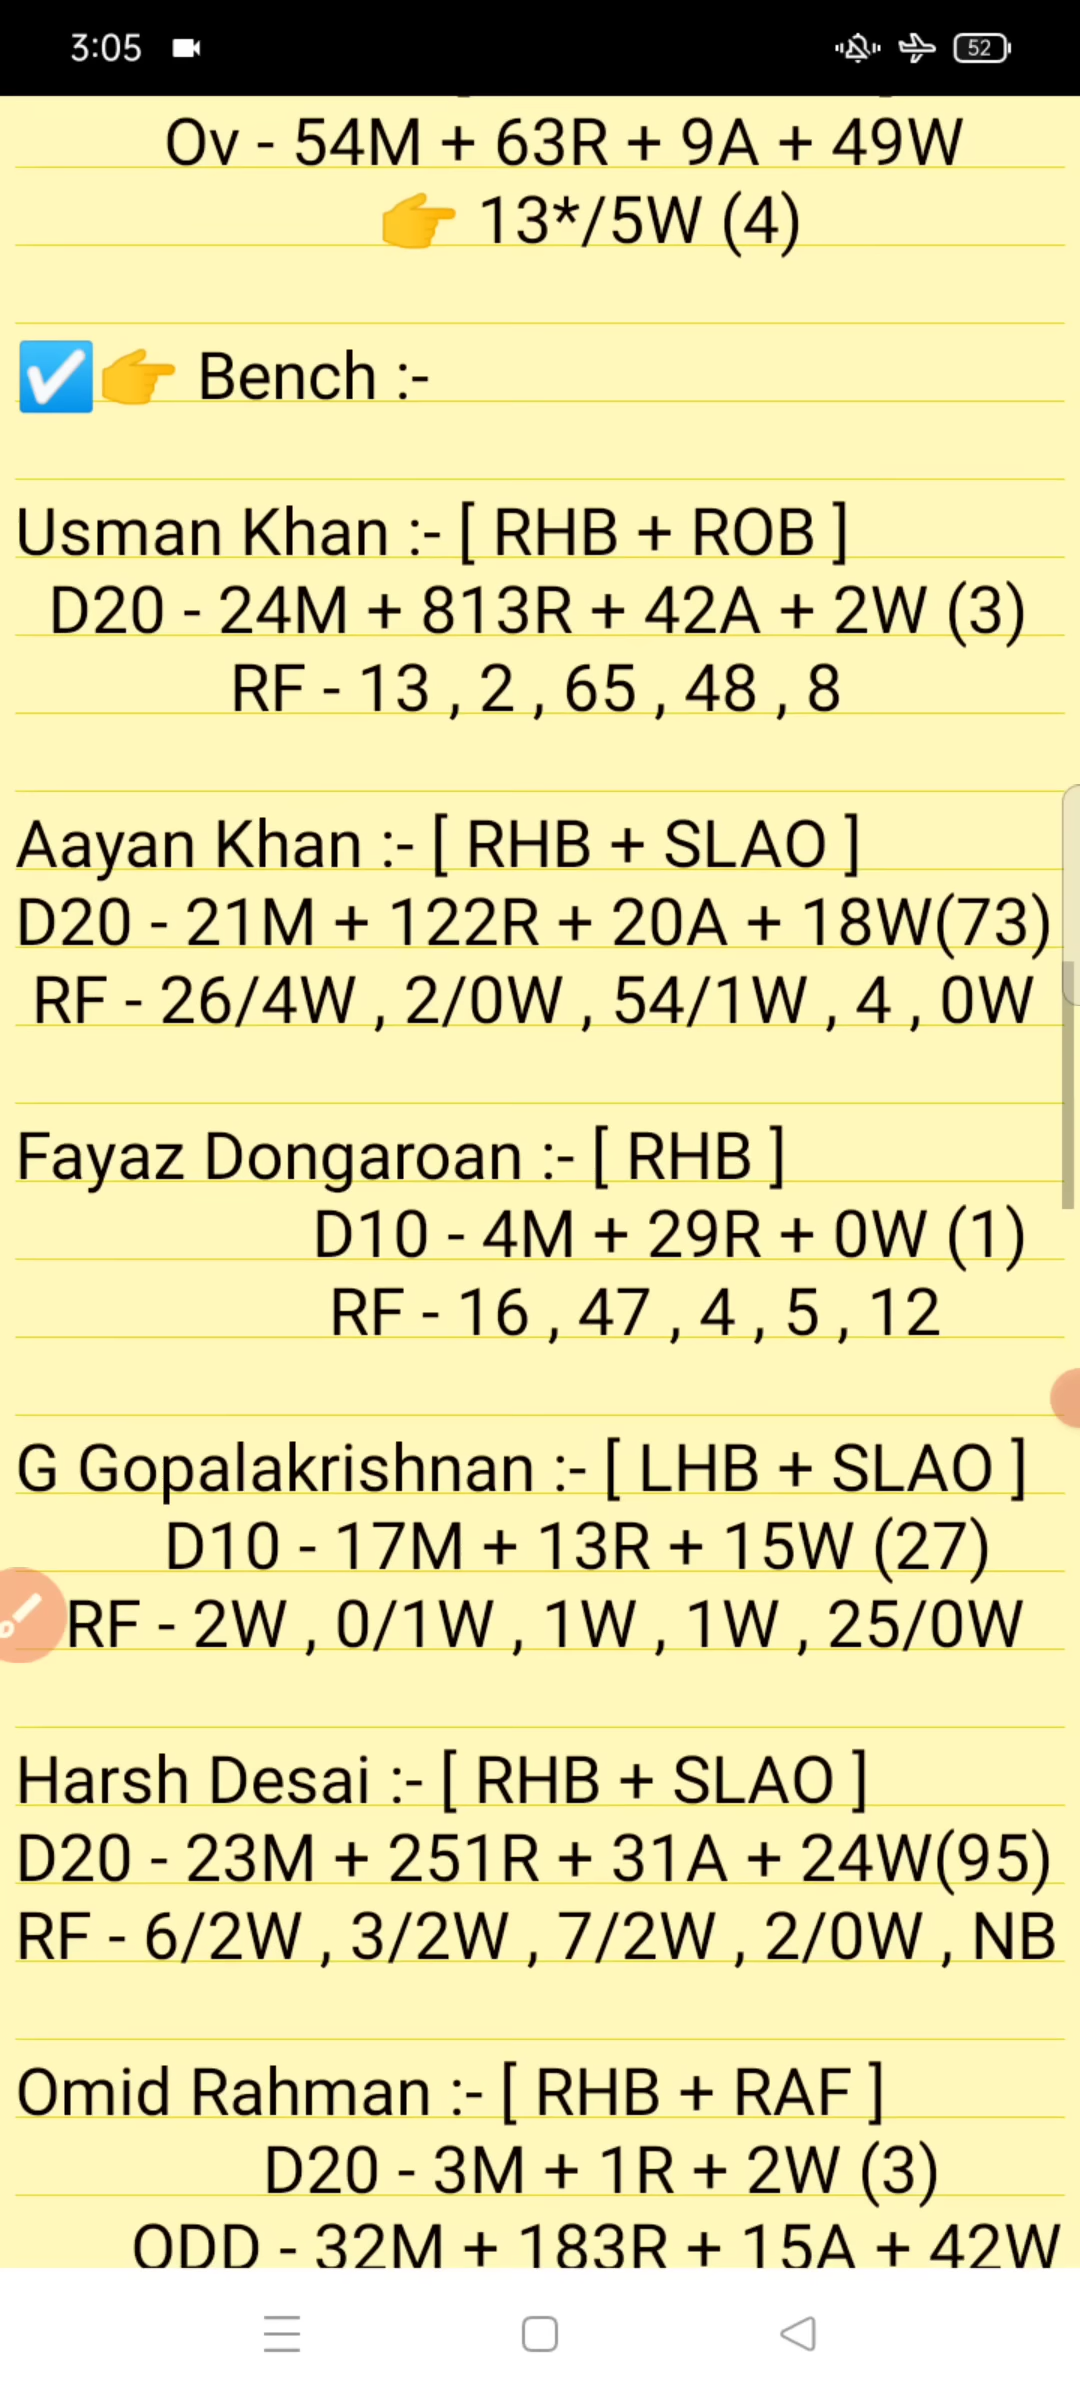 3:05
52
Ov - 54M + 63R + 9A + 49W
👉 13*/5W (4)
☑️👉 Bench :-
Usman Khan :- [ RHB + ROB ]
D20 - 24M + 813R + 42A + 2W (3)
RF - 13 , 2 , 65 , 48 , 8
Aayan Khan :- [ RHB + SLAO ]
D20 - 21M + 122R + 20A + 18W(73)
RF - 26/4W , 2/0W , 54/1W , 4 , 0W
Fayaz Dongaroan :- [ RHB ]
D10 - 4M + 29R + 0W (1)
RF - 16 , 47 , 4 , 5 , 12
G Gopalakrishnan :- [ LHB + SLAO ]
D10 - 17M + 13R + 15W (27)
RF - 2W , 0/1W , 1W , 1W , 25/0W
Harsh Desai :- [ RHB + SLAO ]
D20 - 23M + 251R + 31A + 24W(95)
RF - 6/2W , 3/2W , 7/2W , 2/0W , NB
Omid Rahman :- [ RHB + RAF ]
D20 - 3M + 1R + 2W (3)
ODD - 32M + 183R + 15A + 42W